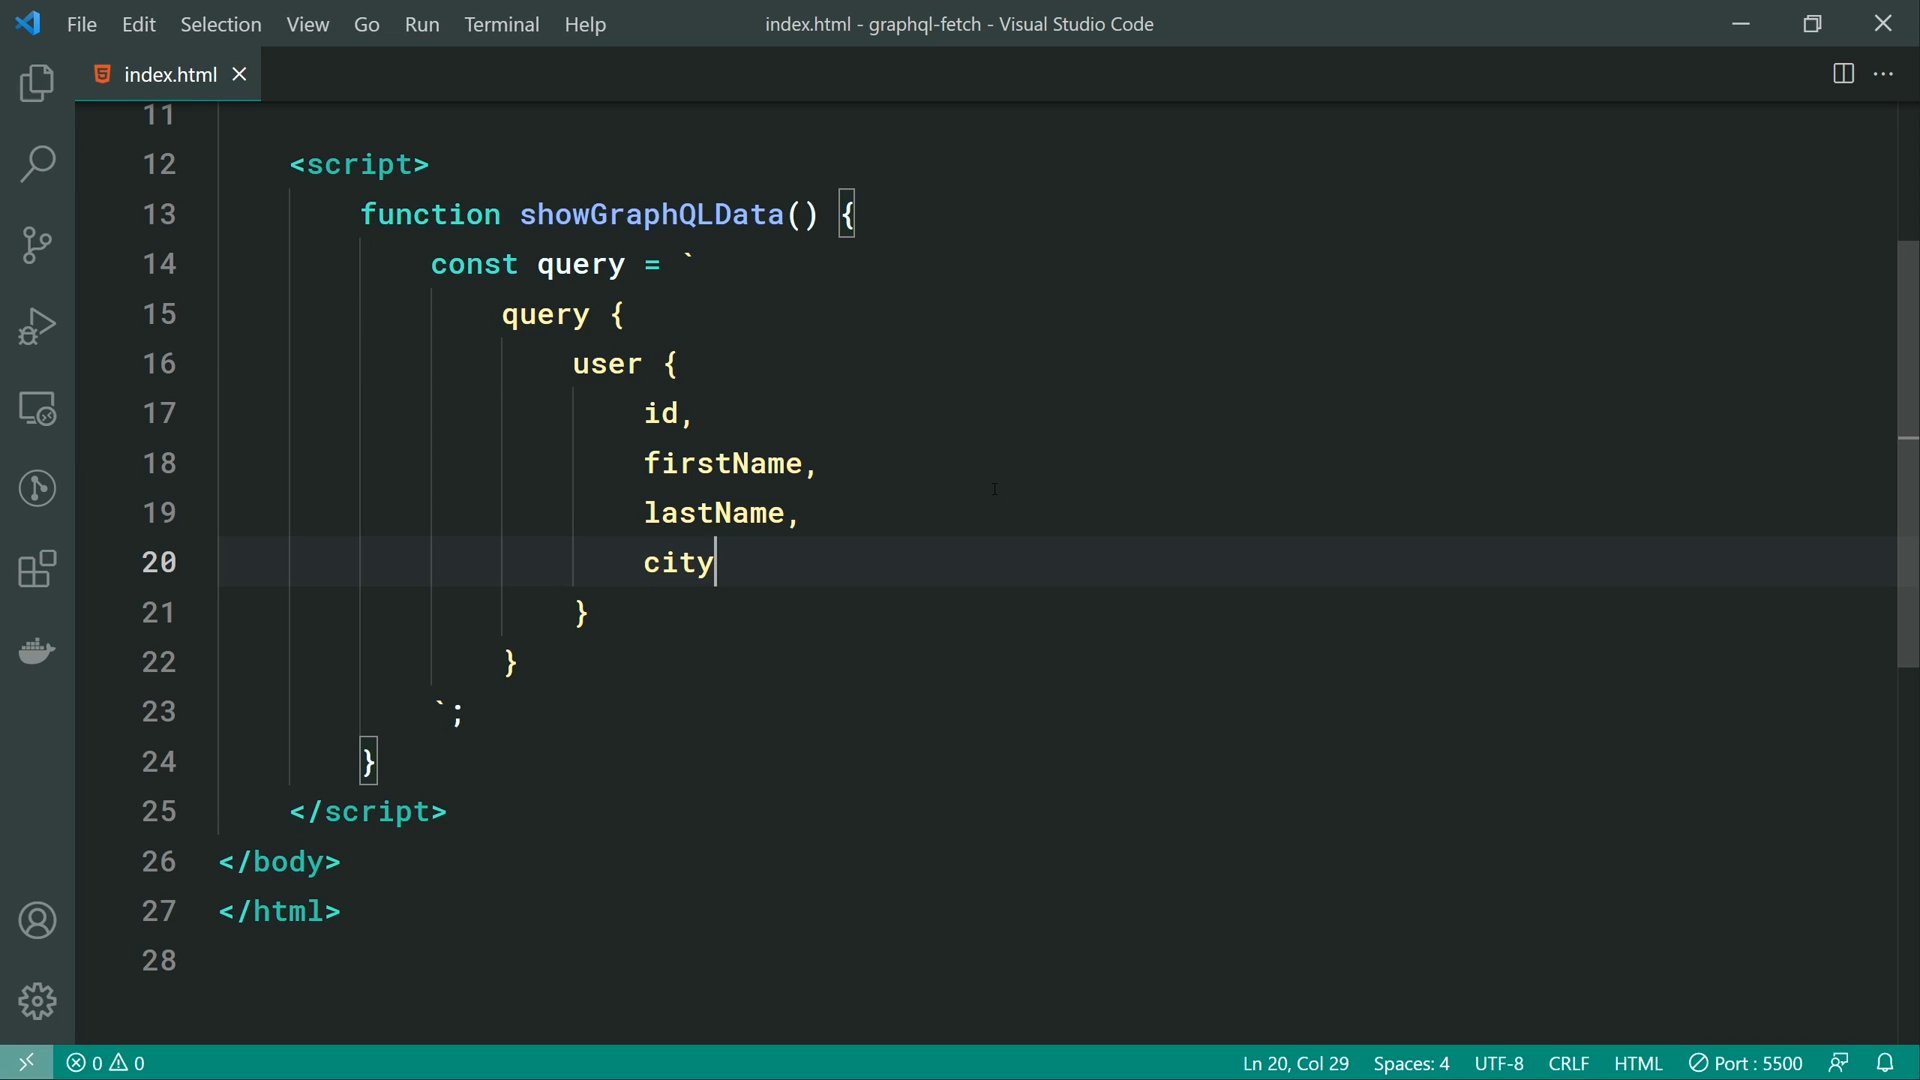 File Edit Selection View Go Run Terminal Help index.html - graphql-fetch - Visual Studio Code
index.html
11
12 <script>
13 function showGraphQLData() {
14 const query = `
15 query {
16 user {
17 id,
18 firstName,
19 lastName,
20 city
21 }
22 }
23 `;
24 }
25 </script>
26 </body>
27 </html>
28
0 0 Ln 20, Col 29 Spaces: 4 UTF-8 CRLF HTML Port : 5500